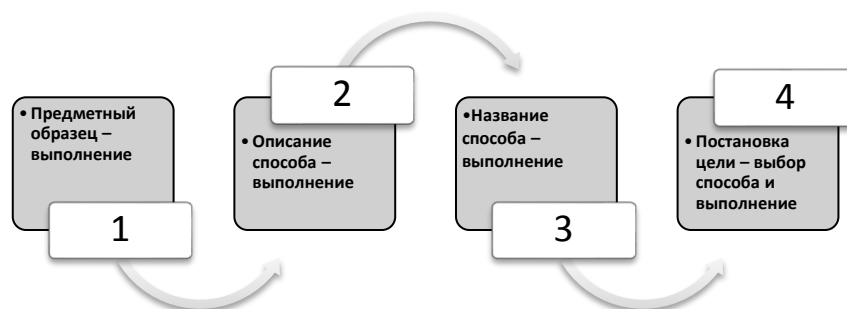 • Предметный
образец –
выполнение
1
2
• Описание
способа –
выполнение
•Название
способа –
выполнение
3
4
• Постановка
цели – выбор
способа и
выполнение